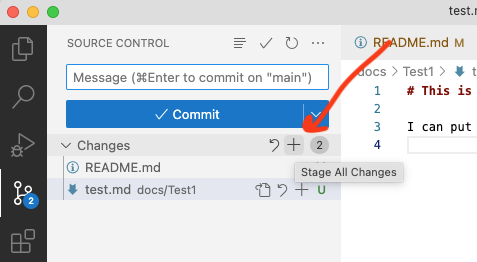 test.m
SOURCE CONTROL
Message (⌘Enter to commit on "main")
Commit
Changes
2
README.md
test.md docs/Test1
U
Stage All Changes
2
README.md M
docs > Test1 >
1 # This is
2
3 I can put
4